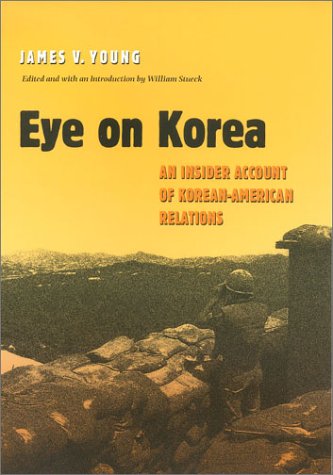 JAMES V. YOUNG
Edited and with an Introduction by William Stueck
Eye on Korea
AN INSIDER ACCOUNT
OF KOREAN-AMERICAN
RELATIONS